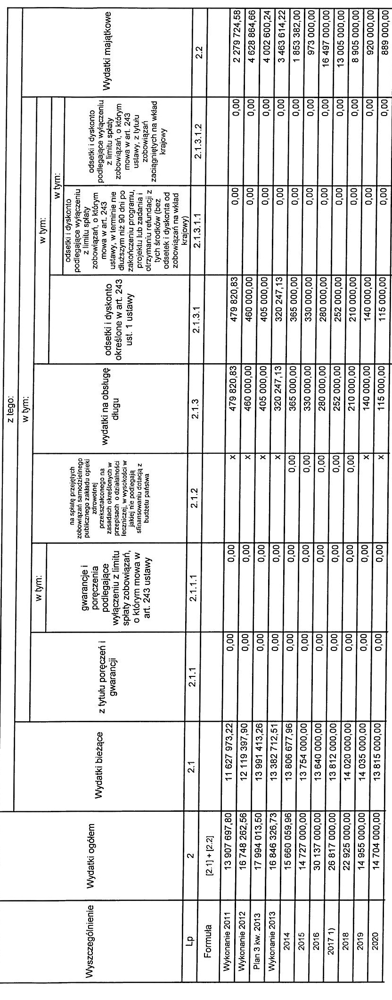 z tego:
w tym:
w tym:
w tym:
w tym:
Wyszczególnienie
Wydatki ogółem
Wydatki bieżące
z tytułu poręczeń i
gwarancji
gwarancje i
poręczenia
podlegające
wyłączeniu z limitu
spłaty zobowiązań,
o którym mowa w
art. 243 ustawy
na spłatę przejętych
zobowiązań samodzielnego
publicznego zakładu opieki
zdrowotnej
przekształconego na
zasadach określonych w
przepisach o działalności
leczniczej, w wysokości w
jakiej nie podlegają
sfinansowaniu dotacją z
budżetu państwa
wydatki na obsługę
długu
odsetki i dyskonto
określone w art. 243
ust. 1 ustawy
odsetki i dyskonto
podlegające wyłączeniu
z limitu spłaty
zobowiązań, o którym
mowa w art. 243
ustawy, w terminie nie
dłuższym niż 90 dni po
zakończeniu programu,
projektu lub zadania i
otrzymaniu refundacji z
tych środków (bez
odsetek i dyskonta od
zobowiązań na wkład
krajowy)
odsetki i dyskonto
podlegające wyłączeniu
z limitu spłaty
zobowiązań, o którym
mowa w art. 243
ustawy, z tytułu
zobowiązań
zaciągniętych na wkład
krajowy
Wydatki majątkowe
Lp 2 2.1 2.1.1 2.1.1.1 2.1.2 2.1.3 2.1.3.1 2.1.3.1.1 2.1.3.1.2 2.2
Formuła [2.1] + [2.2]
Wykonanie 2011 13 907 697,80 11 627 973,22 0,00 0,00 x 479 820,83 479 820,83 0,00 0,00 2 279 724,58
Wykonanie 2012 16 748 262,56 12 119 397,90 0,00 0,00 x 460 000,00 460 000,00 0,00 0,00 4 628 864,66
Plan 3 kw. 2013 17 994 013,50 13 991 413,26 0,00 0,00 x 405 000,00 405 000,00 0,00 0,00 4 002 600,24
Wykonanie 2013 16 846 326,73 13 382 712,51 0,00 0,00 x 320 247,13 320 247,13 0,00 0,00 3 463 614,22
2014 15 660 059,96 13 806 677,96 0,00 0,00 0,00 365 000,00 365 000,00 0,00 0,00 1 853 382,00
2015 14 727 000,00 13 754 000,00 0,00 0,00 0,00 330 000,00 330 000,00 0,00 0,00 973 000,00
2016 30 137 000,00 13 640 000,00 0,00 0,00 0,00 280 000,00 280 000,00 0,00 0,00 16 497 000,00
2017 1) 26 817 000,00 13 812 000,00 0,00 0,00 0,00 252 000,00 252 000,00 0,00 0,00 13 005 000,00
2018 22 925 000,00 14 020 000,00 0,00 0,00 0,00 210 000,00 210 000,00 0,00 0,00 8 905 000,00
2019 14 955 000,00 14 035 000,00 0,00 0,00 x 140 000,00 140 000,00 0,00 0,00 920 000,00
2020 14 704 000,00 13 815 000,00 0,00 0,00 x 115 000,00 115 000,00 0,00 0,00 889 000,00